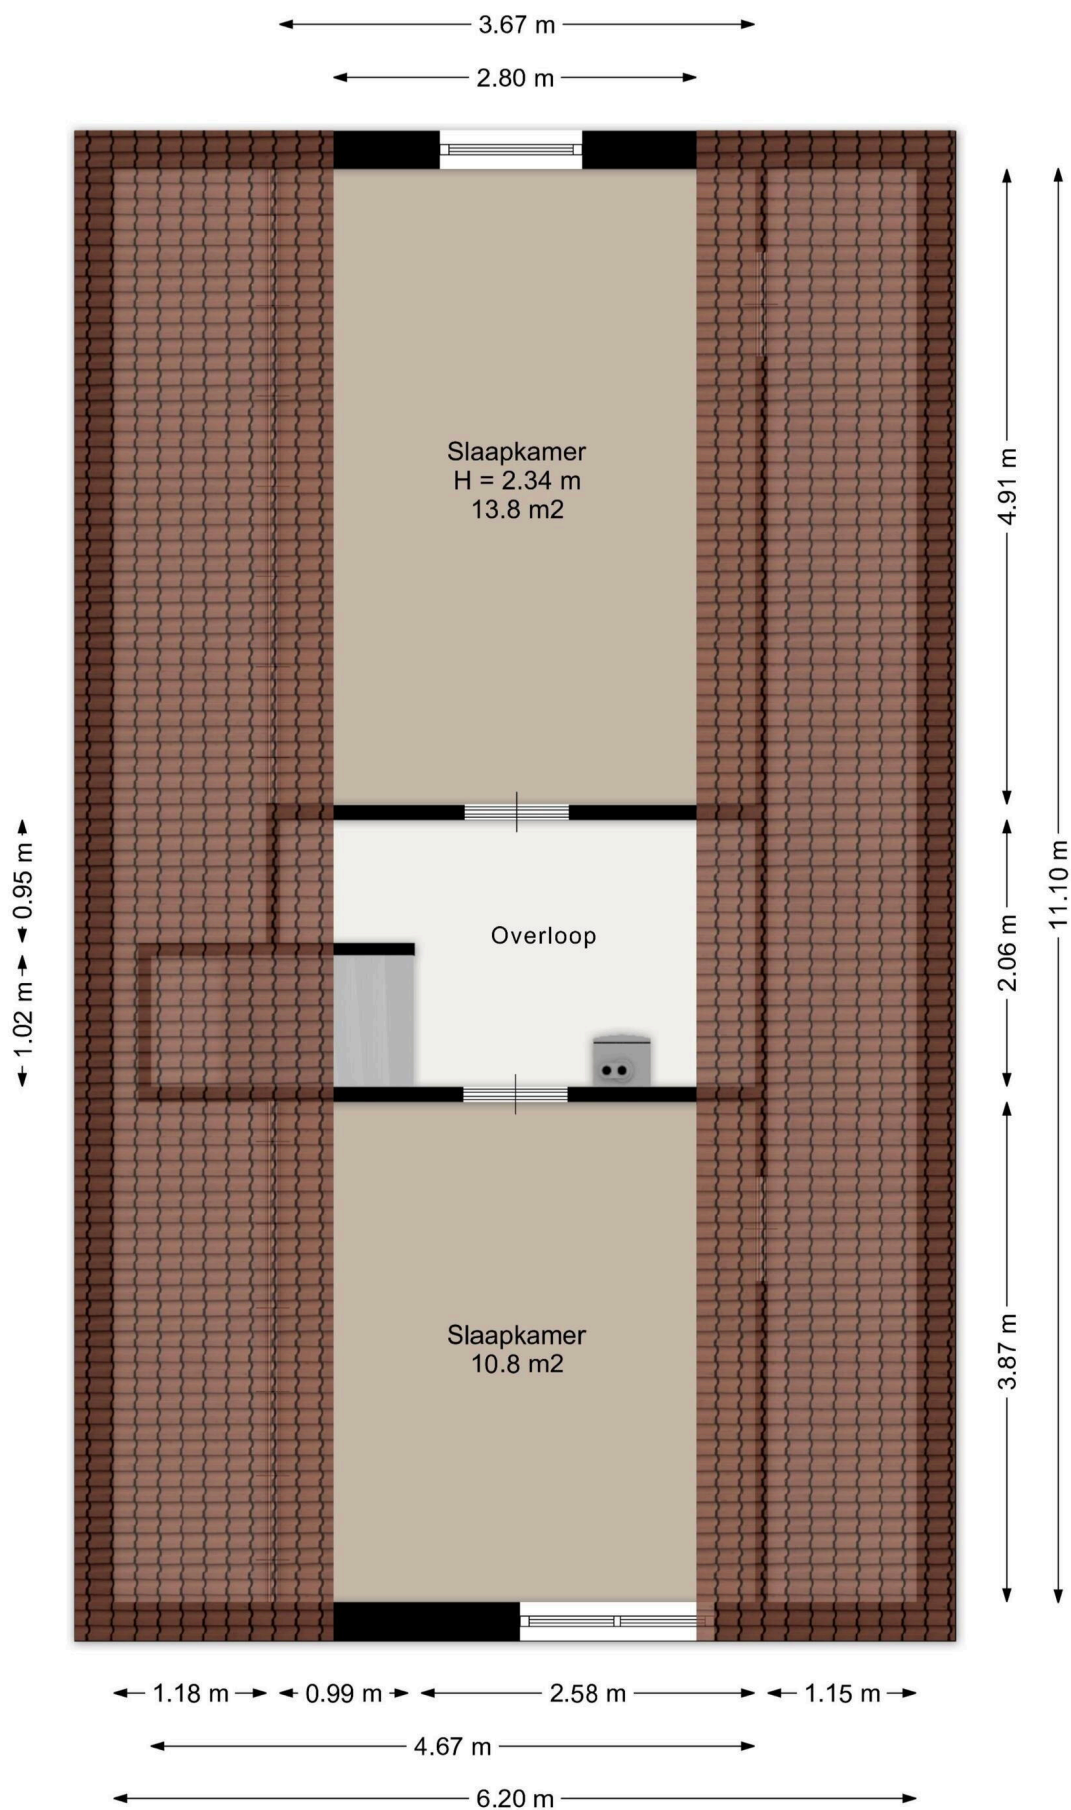 3.67 m
2.80 m
Slaapkamer
H = 2.34 m
13.8 m2
4.91 m
11.10 m
0.95 m
Overloop
2.06 m
1.02 m
Slaapkamer
10.8 m2
3.87 m
1.18 m
0.99 m
2.58 m
1.15 m
4.67 m
6.20 m